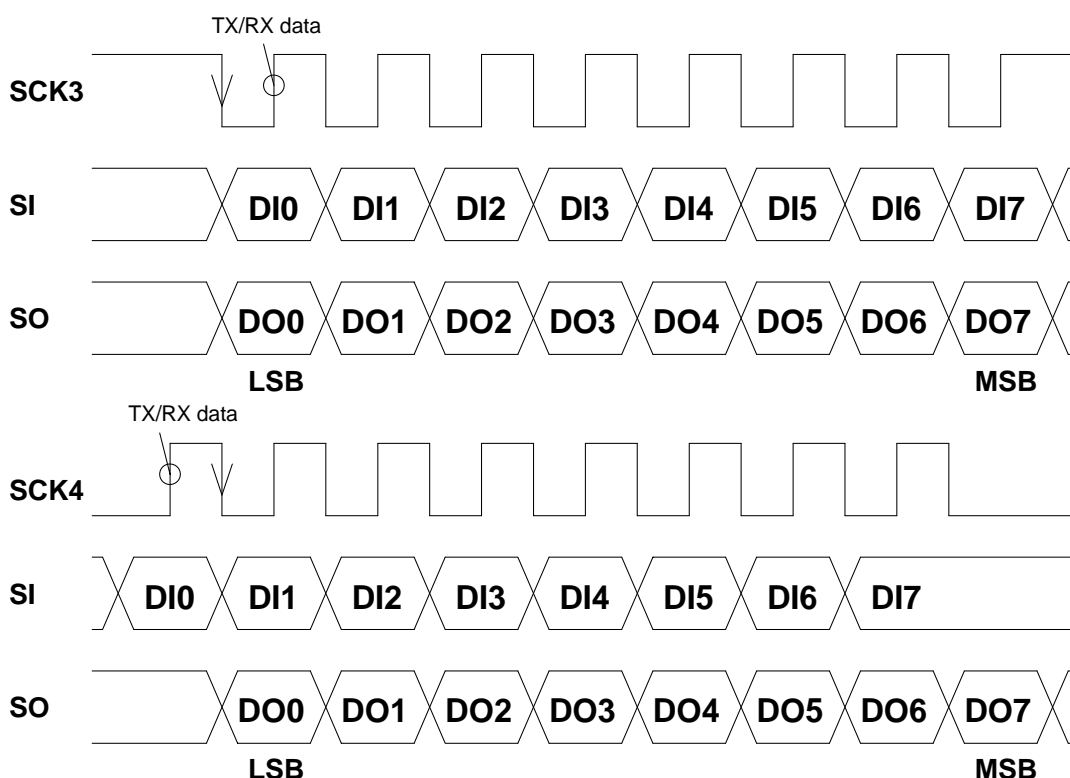 TX/RX data
SCK3
SI DI0 DI1 DI2 DI3 DI4 DI5 DI6 DI7
SO DO0 DO1 DO2 DO3 DO4 DO5 DO6 DO7
LSB MSB
TX/RX data
SCK4
SI DI0 DI1 DI2 DI3 DI4 DI5 DI6 DI7
SO DO0 DO1 DO2 DO3 DO4 DO5 DO6 DO7
LSB MSB